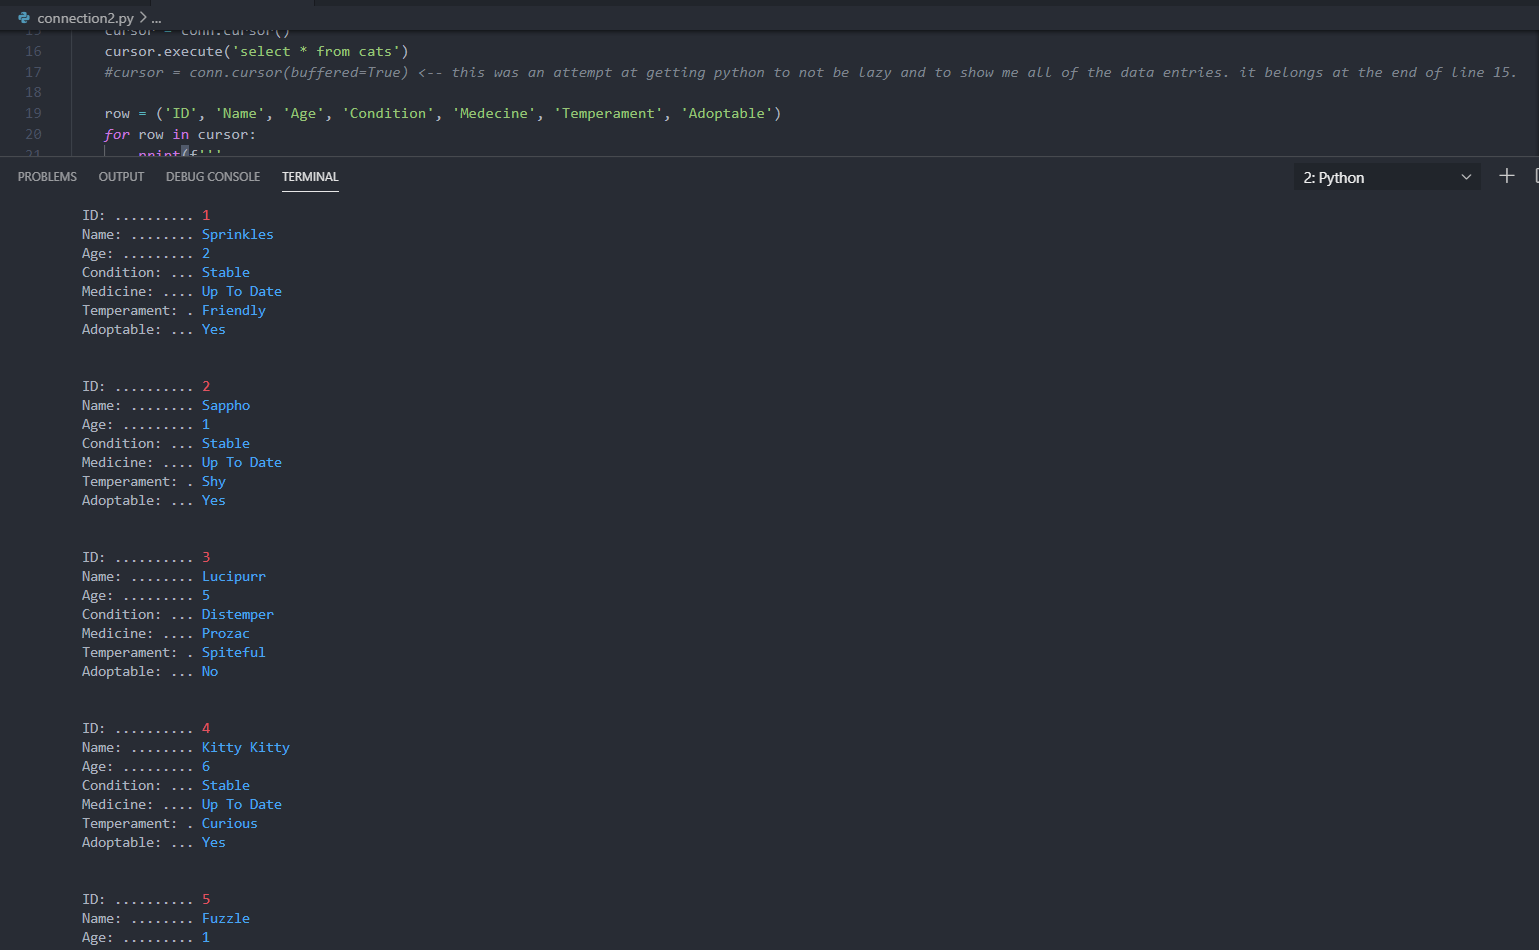 connection2.py > ...
15 cursor = conn.cursor()
16 cursor.execute('select * from cats')
17 #cursor = conn.cursor(buffered=True) <-- this was an attempt at getting python to not be lazy and to show me all of the data entries. it belongs at the end of line 15.
18
19 row = ('ID', 'Name', 'Age', 'Condition', 'Medecine', 'Temperament', 'Adoptable')
20 for row in cursor:
21 print(f'''
PROBLEMS OUTPUT DEBUG CONSOLE TERMINAL 2: Python
ID: .......... 1
Name: ........ Sprinkles
Age: ......... 2
Condition: ... Stable
Medicine: .... Up To Date
Temperament: . Friendly
Adoptable: ... Yes
ID: .......... 2
Name: ........ Sappho
Age: ......... 1
Condition: ... Stable
Medicine: .... Up To Date
Temperament: . Shy
Adoptable: ... Yes
ID: .......... 3
Name: ........ Lucipurr
Age: ......... 5
Condition: ... Distemper
Medicine: .... Prozac
Temperament: . Spiteful
Adoptable: ... No
ID: .......... 4
Name: ........ Kitty Kitty
Age: ......... 6
Condition: ... Stable
Medicine: .... Up To Date
Temperament: . Curious
Adoptable: ... Yes
ID: .......... 5
Name: ........ Fuzzle
Age: ......... 1